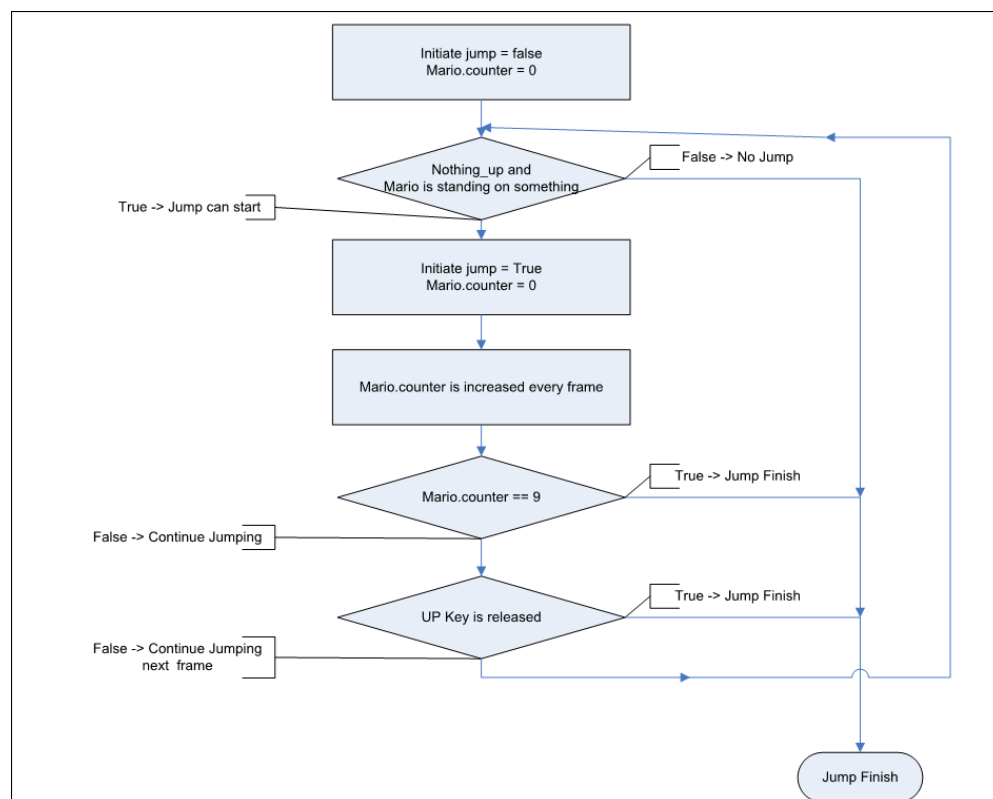 Initiate jump = false
Mario.counter = 0
Nothing_up and
Mario is standing on something
False -> No Jump
True -> Jump can start
Initiate jump = True
Mario.counter = 0
Mario.counter is increased every frame
Mario.counter == 9
True -> Jump Finish
False -> Continue Jumping
UP Key is released
True -> Jump Finish
False -> Continue Jumping
next frame
Jump Finish